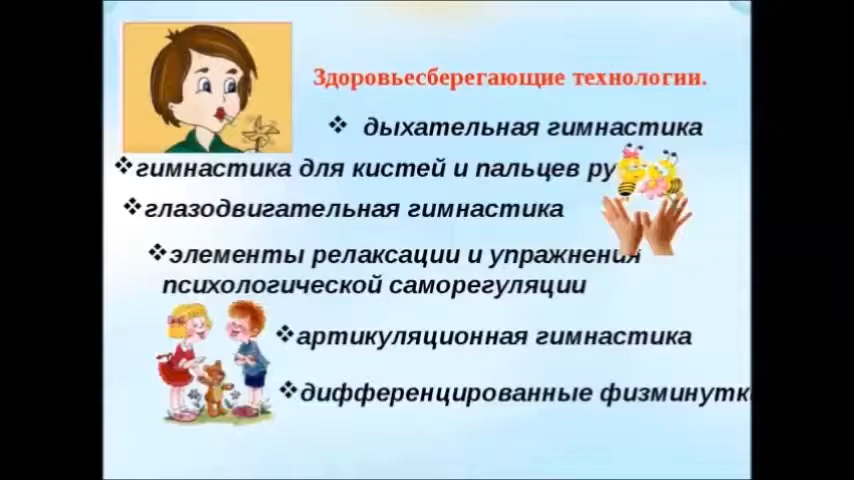 Здоровьесберегающие технологии.
❖ дыхательная гимнастика
❖гимнастика для кистей и пальцев ру
❖глазодвигательная гимнастика
❖элементы релаксации и упражнения
психологической саморегуляции
❖артикуляционная гимнастика
❖дифференцированные физминутк